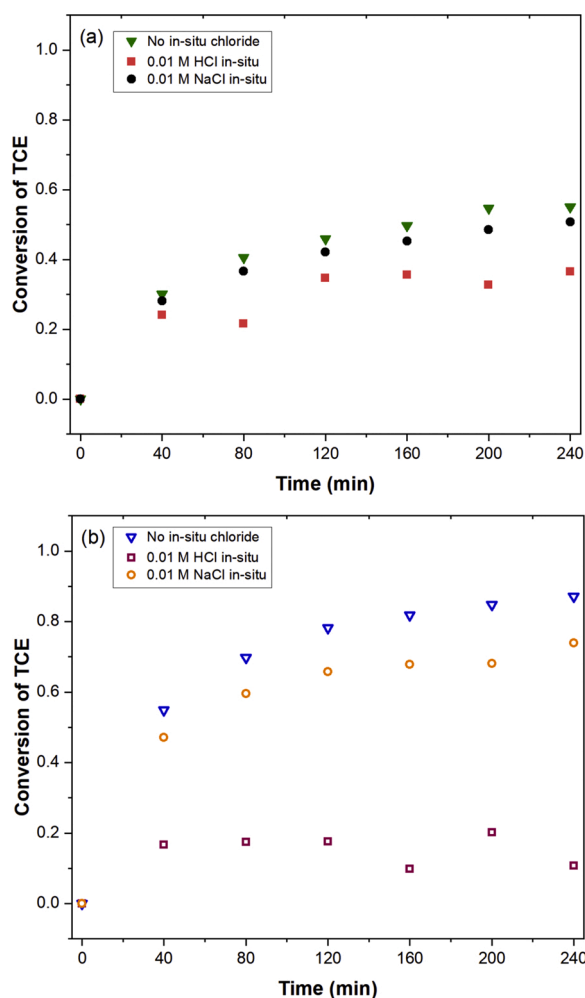 (a)
No in-situ chloride
0.01 M HCl in-situ
0.01 M NaCl in-situ
1.0
0.8
0.6
0.4
0.2
0.0
Conversion of TCE
0 40 80 120 160 200 240
Time (min)
(b)
No in-situ chloride
0.01 M HCl in-situ
0.01 M NaCl in-situ
1.0
0.8
0.6
0.4
0.2
0.0
Conversion of TCE
0 40 80 120 160 200 240
Time (min)